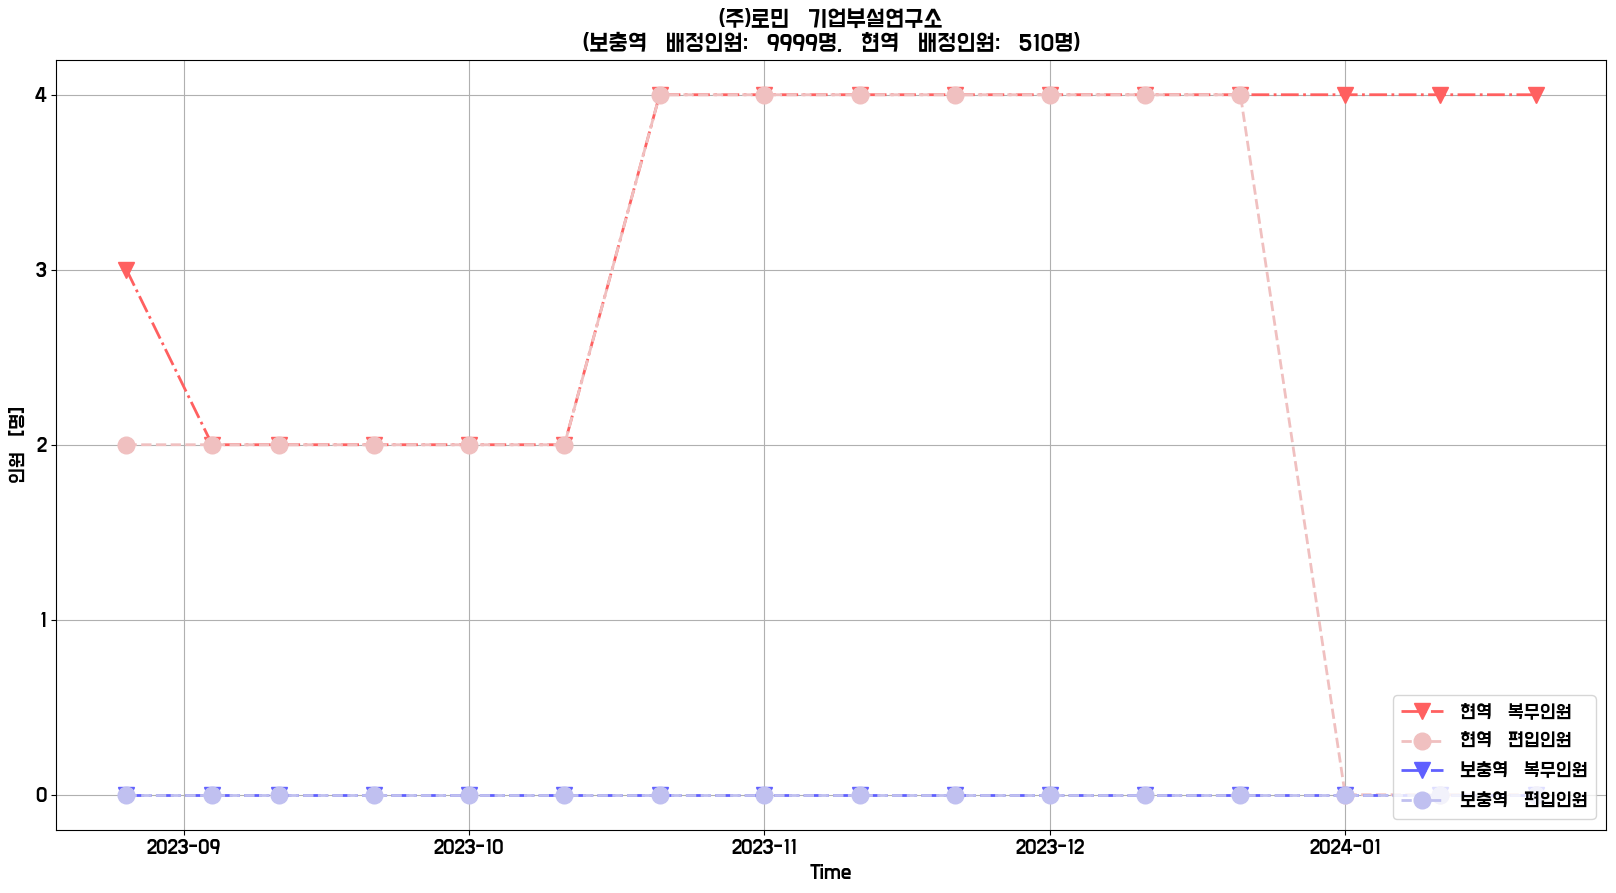 (주)로민 기업부설연구소
(보충역 배정인원: 9999명, 현역 배정인원: 510명)
인원 [명]
4
3
2
1
0
2023-09 2023-10 2023-11 2023-12 2024-01
Time
현역 복무인원
현역 편입인원
보충역 복무인원
보충역 편입인원